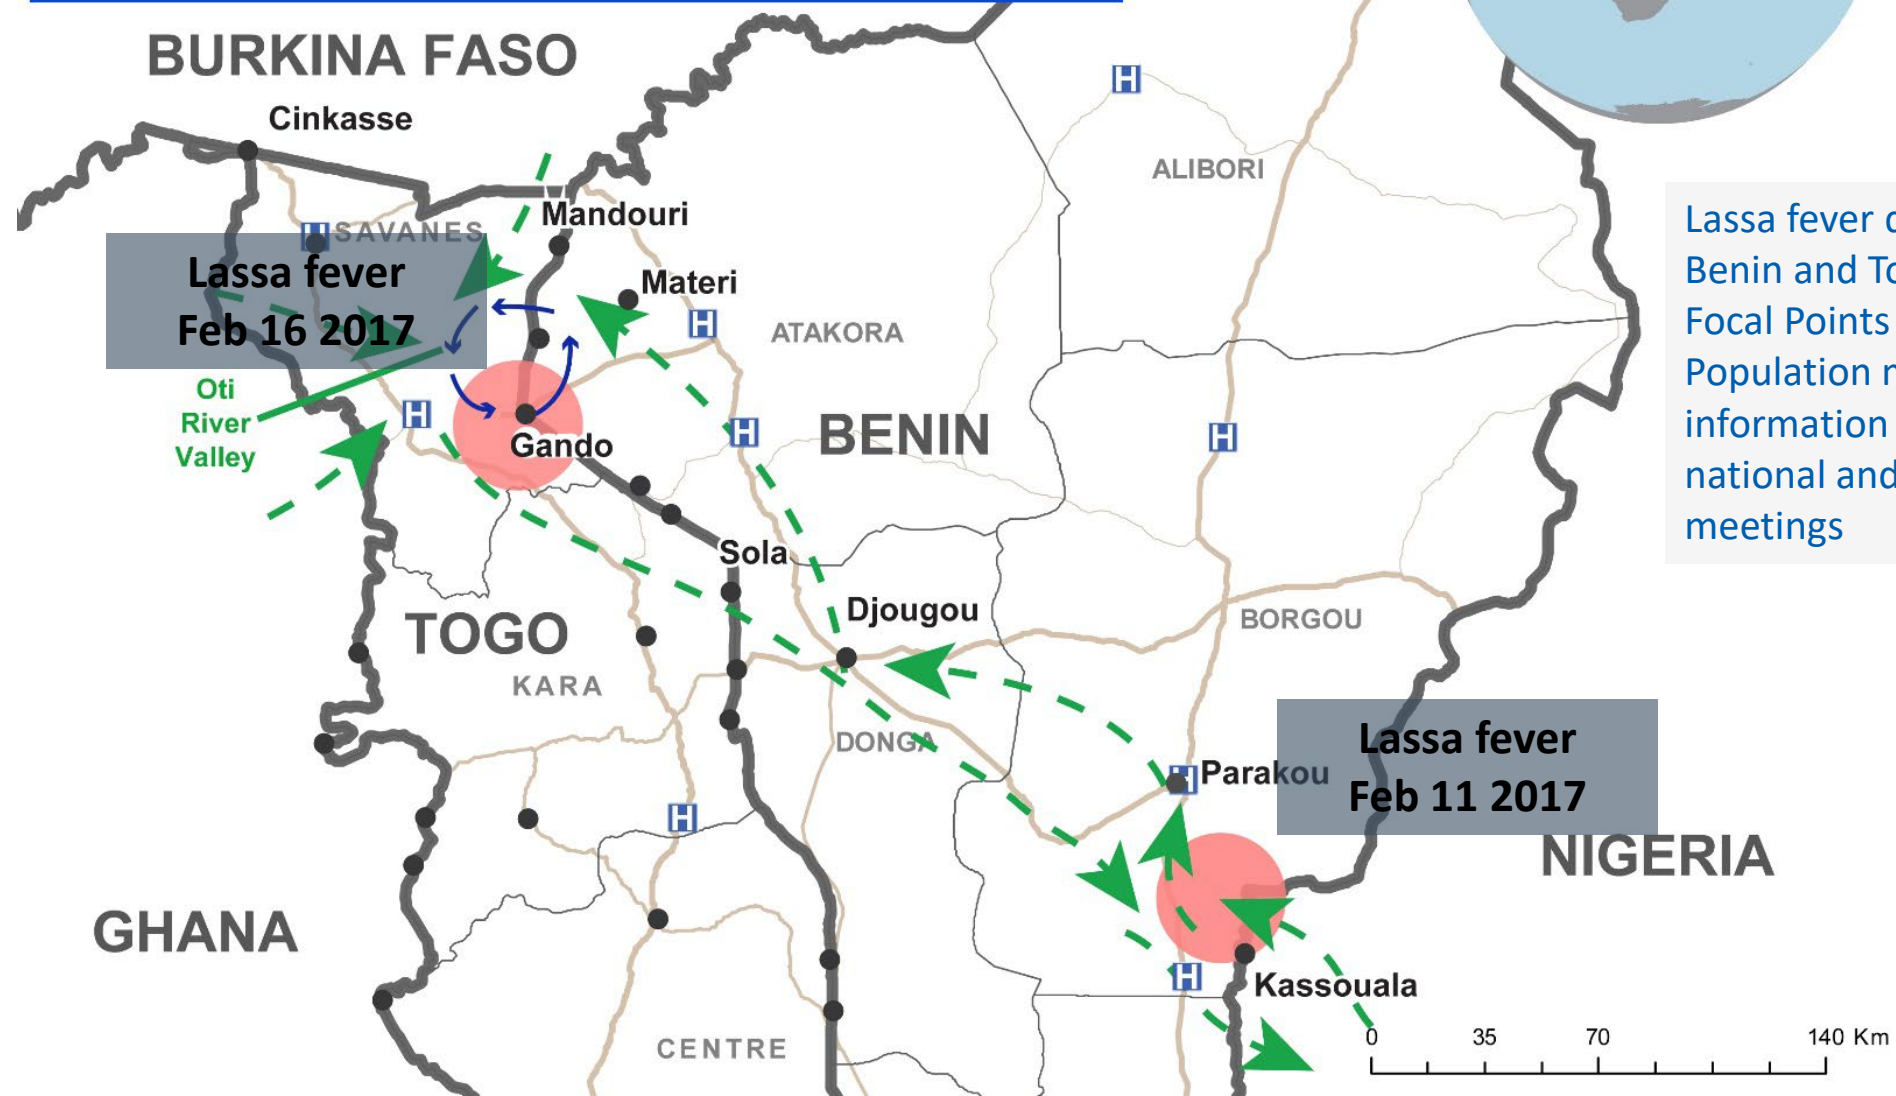 BURKINA FASO
Cinkasse
H
ALIBORI
SAVANES
Mandouri
H
Lassa fever
Feb 16 2017
Materi
H
ATAKORA
Oti
River
Valley
H
Gando
H
BENIN
H
Lassa fever
Benin and
Focal Points
Population
information
national and
meetings
Sola
Djougou
TOGO
KARA
BORGOU
DONGA
Lassa fever
Feb 11 2017
H
Parakou
H
NIGERIA
GHANA
H
Kassouala
CENTRE
0 35 70 140 Km